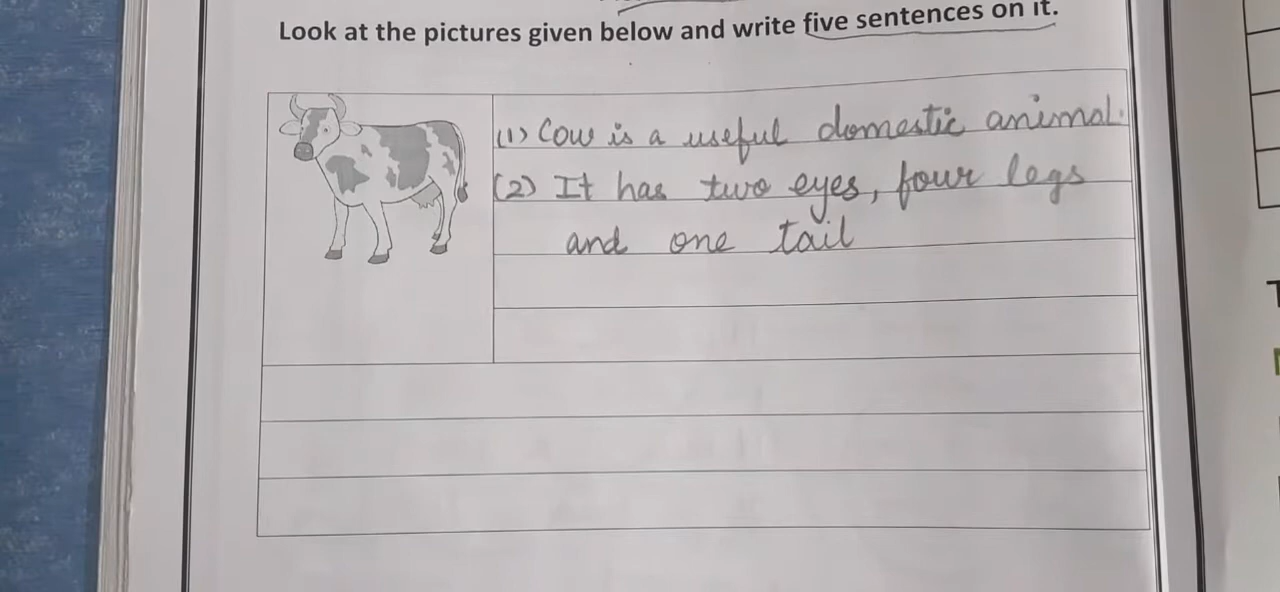 Look at the pictures given below and write five sentences on it.
(1) Cow is a useful domestic animal.
(2) It has two eyes, four legs
and one tail